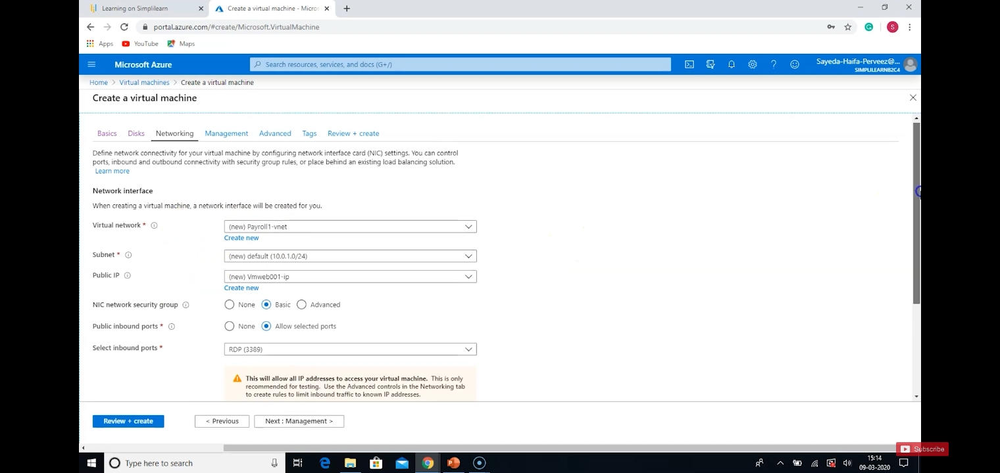 Learning on Simplilearn
Create a virtual machine - Micros
portal.azure.com/#create/Microsoft.VirtualMachine
S
Apps YouTube Maps
Microsoft Azure
Search resources, services, and docs (G+/)
Sayeda-Haifa-Perveez@...
SIMPLILEARNB2C4
Home > Virtual machines > Create a virtual machine
Create a virtual machine
Basics Disks Networking Management Advanced Tags Review + create
Define network connectivity for your virtual machine by configuring network interface card (NIC) settings. You can control
ports, inbound and outbound connectivity with security group rules, or place behind an existing load balancing solution.
Learn more
Network interface
When creating a virtual machine, a network interface will be created for you.
Virtual network * (new) Payroll1-vnet
Create new
Subnet * (new) default (10.0.1.0/24)
Public IP (new) Vmweb001-ip
Create new
NIC network security group None Basic Advanced
Public inbound ports * None Allow selected ports
Select inbound ports * RDP (3389)
This will allow all IP addresses to access your virtual machine. This is only
recommended for testing. Use the Advanced controls in the Networking tab
to create rules to limit inbound traffic to known IP addresses.
Review + create < Previous Next : Management >
Subscribe
Type here to search
15:14
09-03-2020